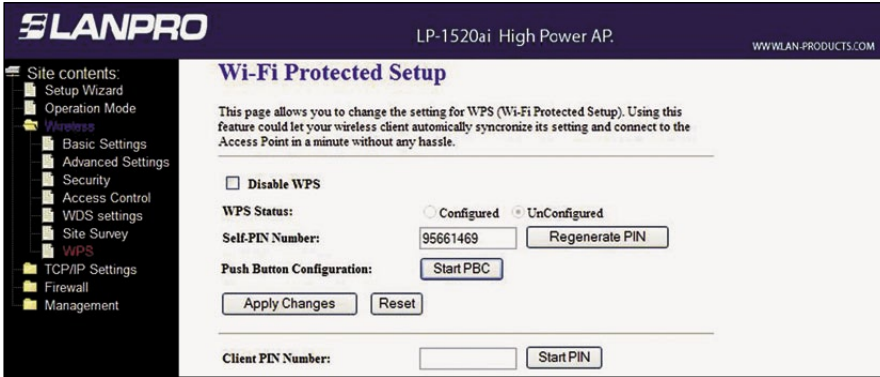 LANPRO
LP-1520ai High Power AP.
WWW.LAN-PRODUCTS.COM
Site contents:
Setup Wizard
Operation Mode
Wireless
Basic Settings
Advanced Settings
Security
Access Control
WDS settings
Site Survey
WPS
TCP/IP Settings
Firewall
Management
Wi-Fi Protected Setup
This page allows you to change the setting for WPS (Wi-Fi Protected Setup). Using this
feature could let your wireless client automically syncronize its setting and connect to the
Access Point in a minute without any hassle.
Disable WPS
WPS Status: Configured UnConfigured
Self-PIN Number: 95661469 Regenerate PIN
Push Button Configuration: Start PBC
Apply Changes Reset
Client PIN Number: Start PIN